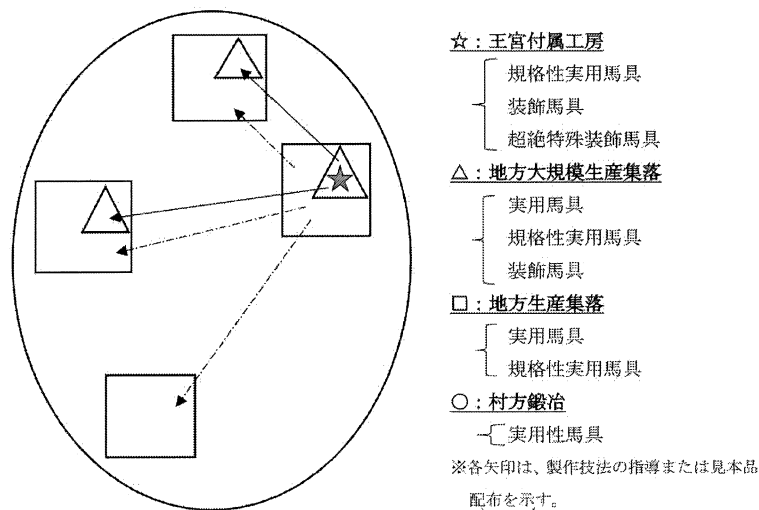 ☆：王宮付属工房
規格性実用馬具
装飾馬具
超絶特殊装飾馬具
△：地方大規模生産集落
実用馬具
規格性実用馬具
装飾馬具
□：地方生産集落
実用馬具
規格性実用馬具
○：村方鍛冶
実用性馬具
※各矢印は、製作技法の指導または見本品
配布を示す。